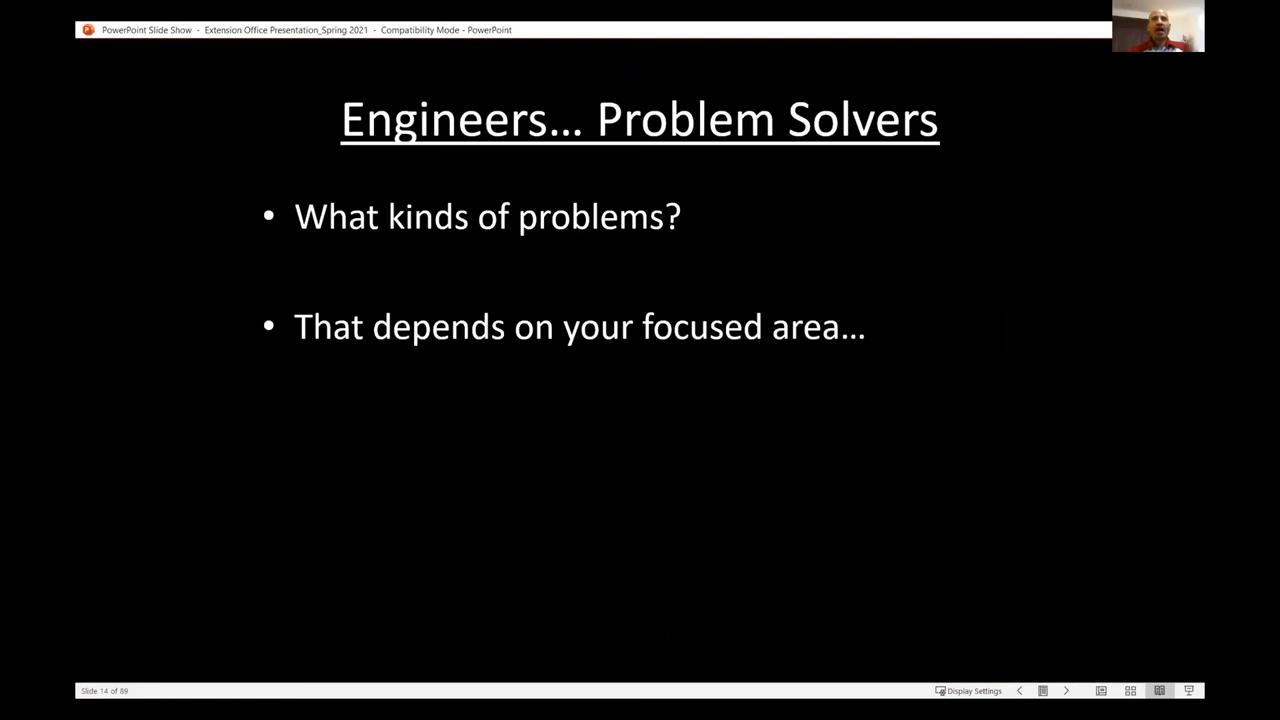 PowerPoint Slide Show - Extension Office Presentation_Spring 2021 - Compatibility Mode - PowerPoint
Engineers... Problem Solvers
• What kinds of problems?
• That depends on your focused area...
Slide 14 of 89
Display Settings